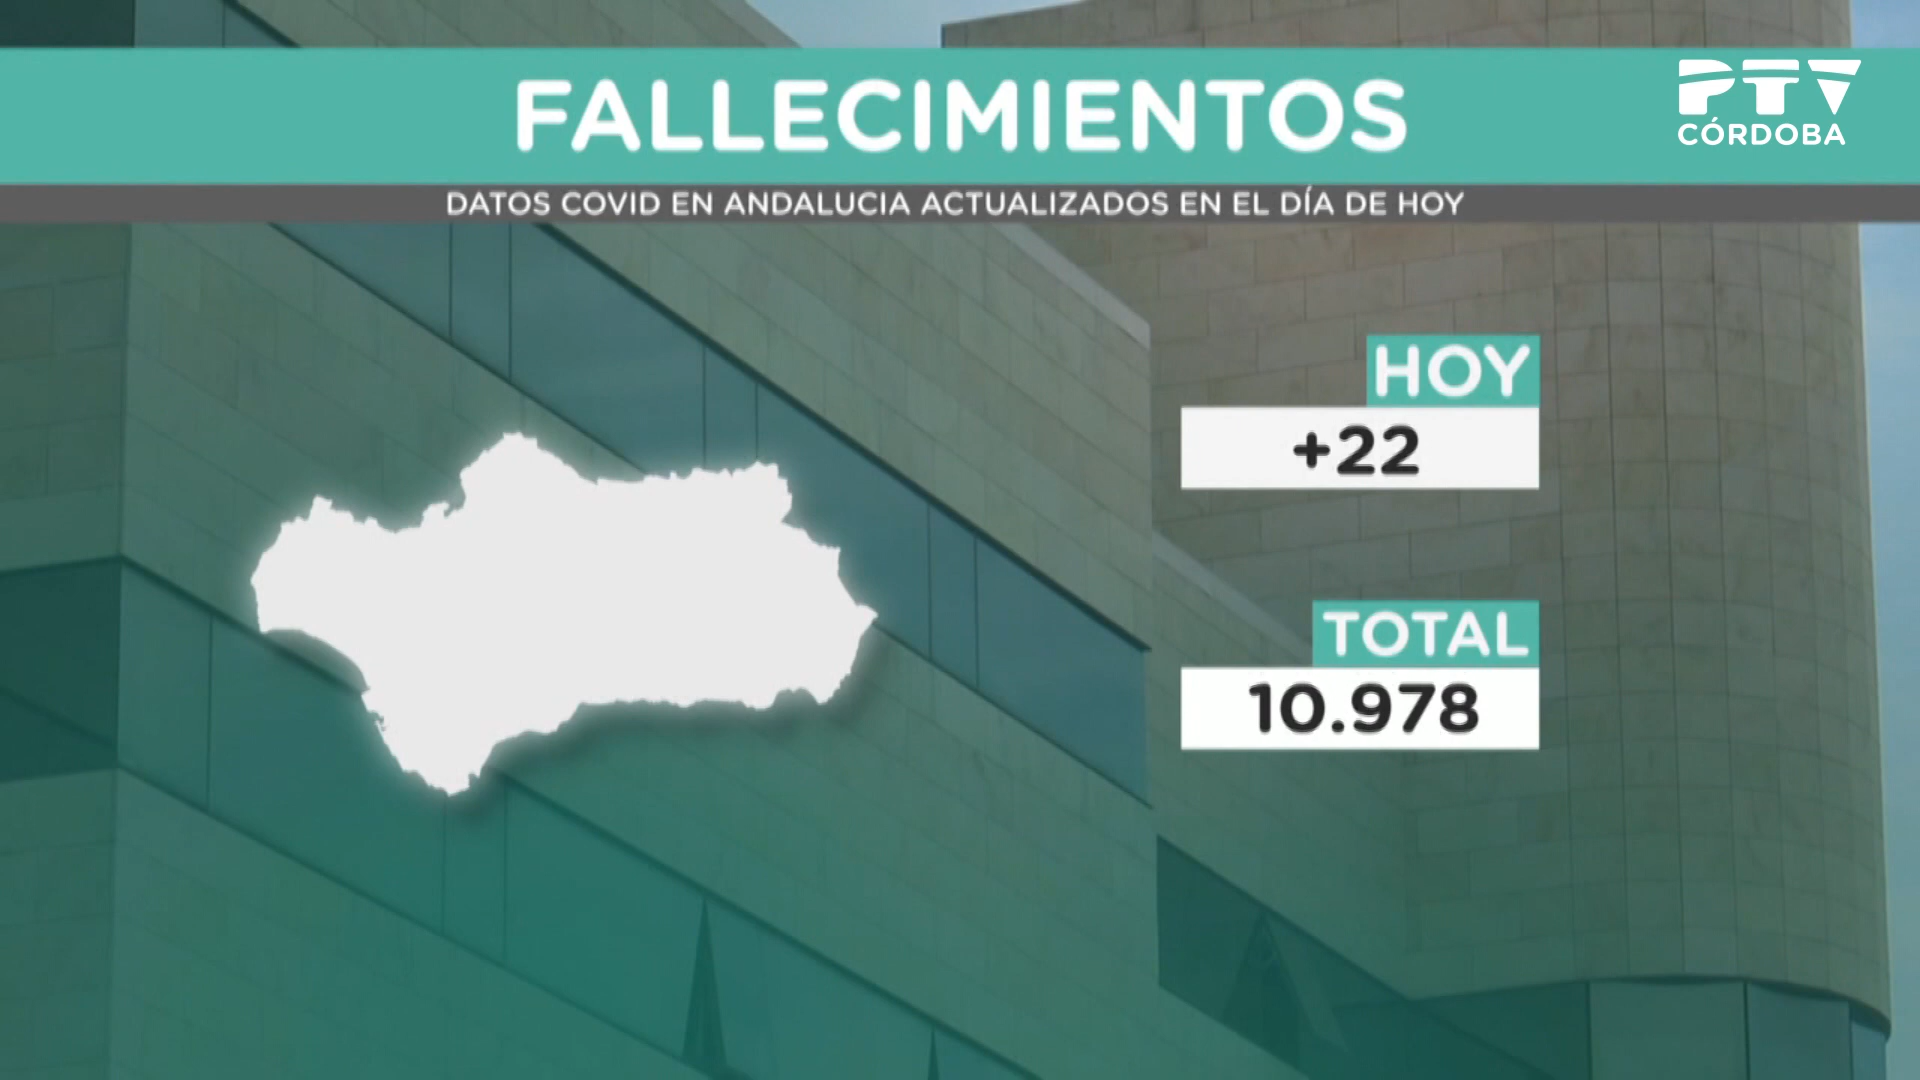 FALLECIMIENTOS
PTV
CÓRDOBA
DATOS COVID EN ANDALUCIA ACTUALIZADOS EN EL DÍA DE HOY
HOY
+22
TOTAL
10.978